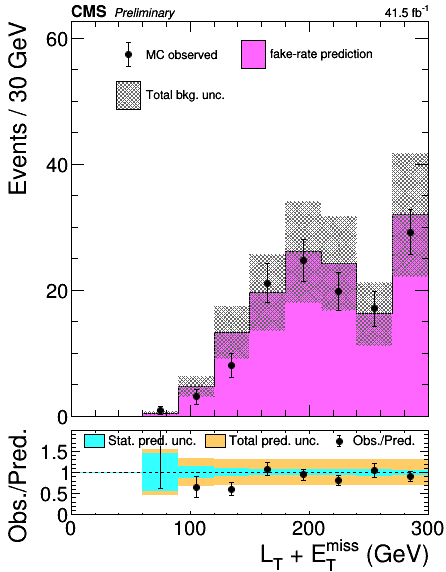 CMS Preliminary 41.5 fb⁻¹
MC observed
fake-rate prediction
Total bkg. unc.
Events / 30 GeV
60
40
20
0
Stat. pred. unc.
Total pred. unc.
Obs./Pred.
Obs./Pred.
1.5
1
0.5
0
0 100 200 300
L_T + E_T^miss (GeV)